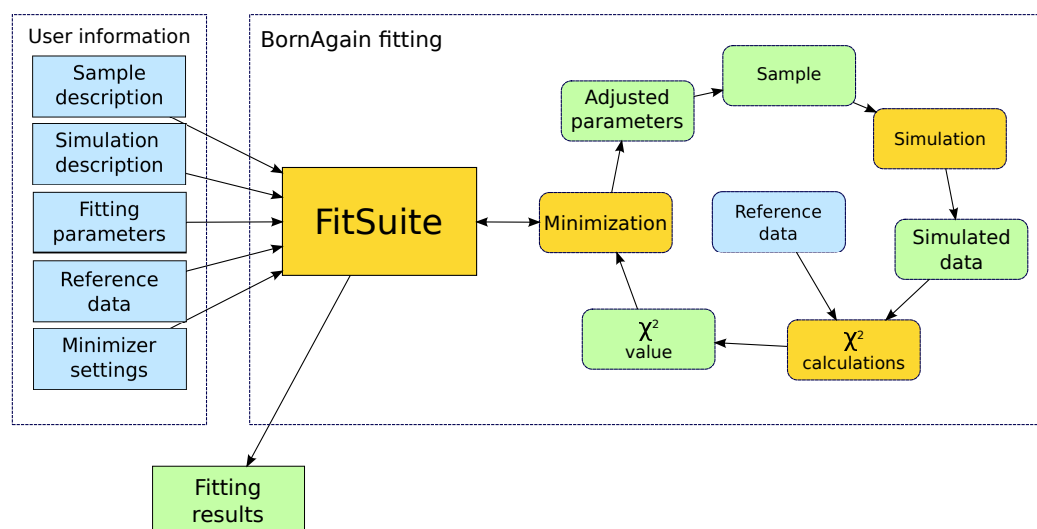 User information
Sample
description
Simulation
description
Fitting
parameters
Reference
data
Minimizer
settings
BornAgain fitting
FitSuite
Minimization
Adjusted
parameters
Sample
Simulation
Reference
data
Simulated
data
χ²
value
χ²
calculations
Fitting
results